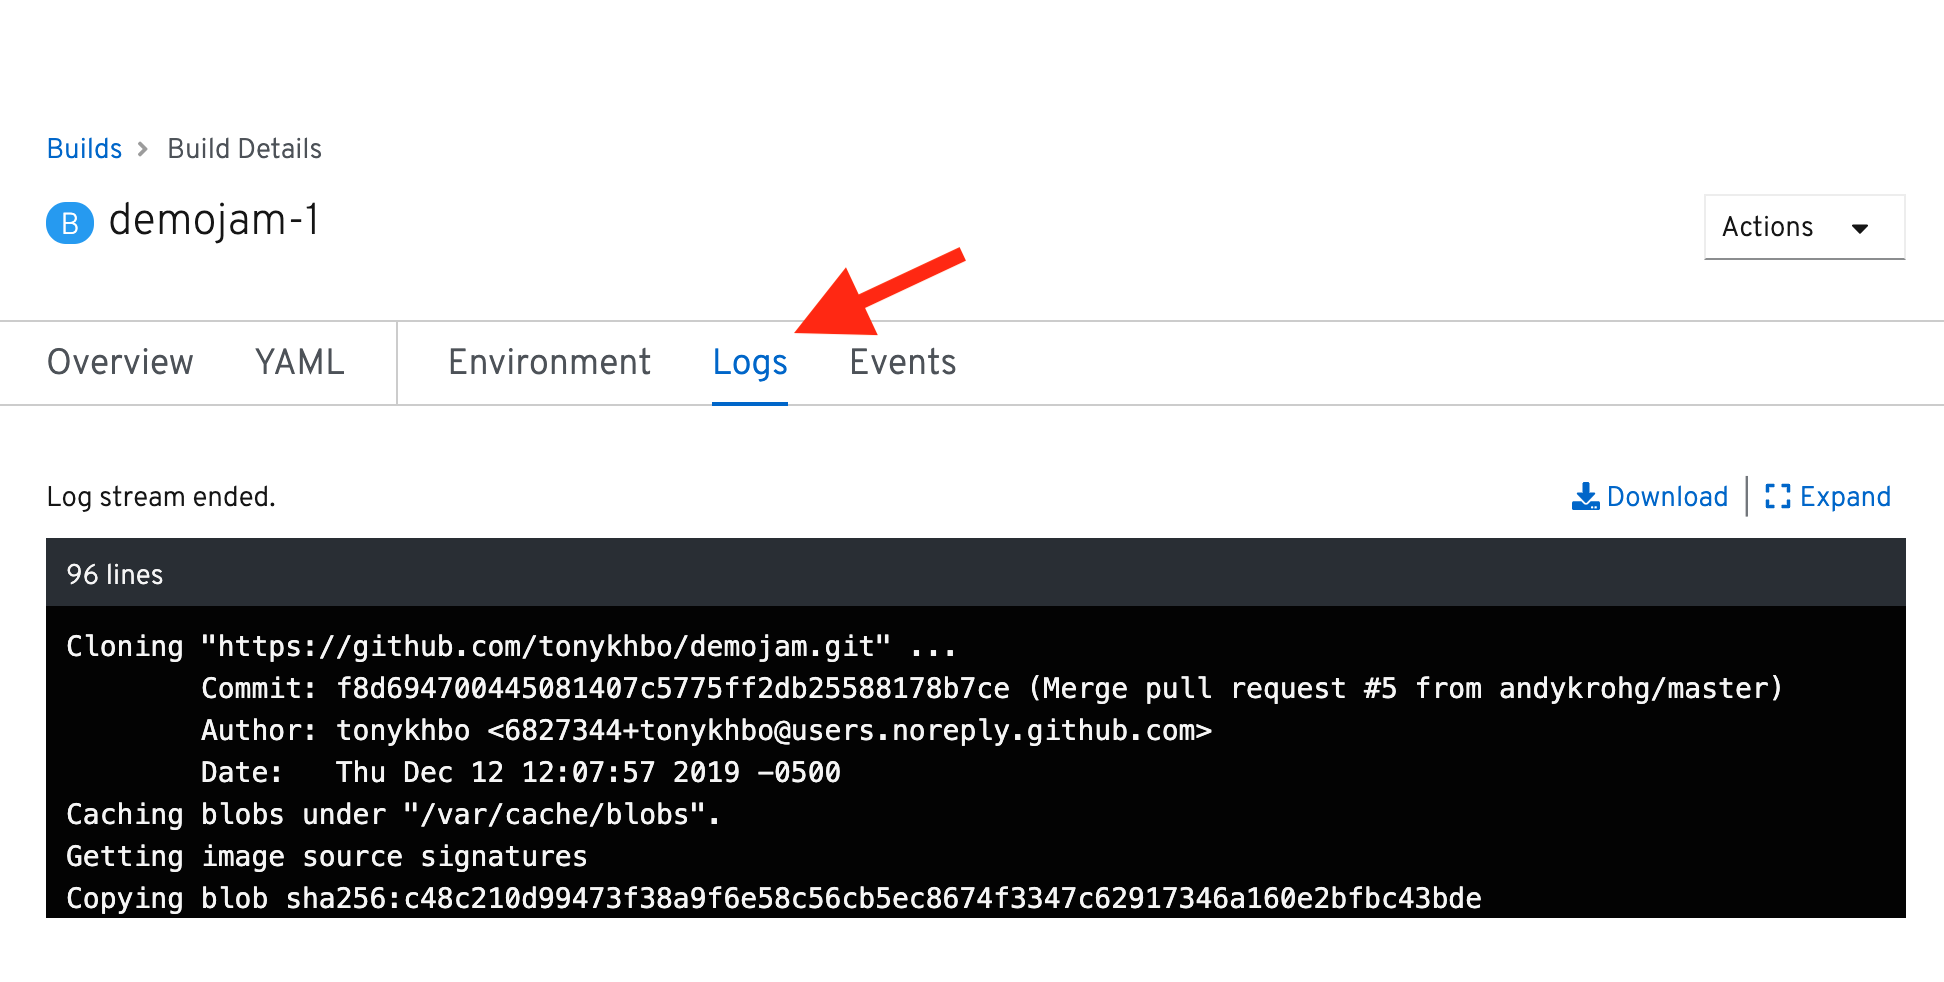 Builds > Build Details
B demojam-1
Actions
Overview YAML Environment Logs Events
Log stream ended.
Download Expand
96 lines
Cloning "https://github.com/tonykhbo/demojam.git" ...
Commit: f8d694700445081407c5775ff2db25588178b7ce (Merge pull request #5 from andykrohg/master)
Author: tonykhbo <6827344+tonykhbo@users.noreply.github.com>
Date: Thu Dec 12 12:07:57 2019 -0500
Caching blobs under "/var/cache/blobs".
Getting image source signatures
Copying blob sha256:c48c210d99473f38a9f6e58c56cb5ec8674f3347c62917346a160e2bfbc43bde